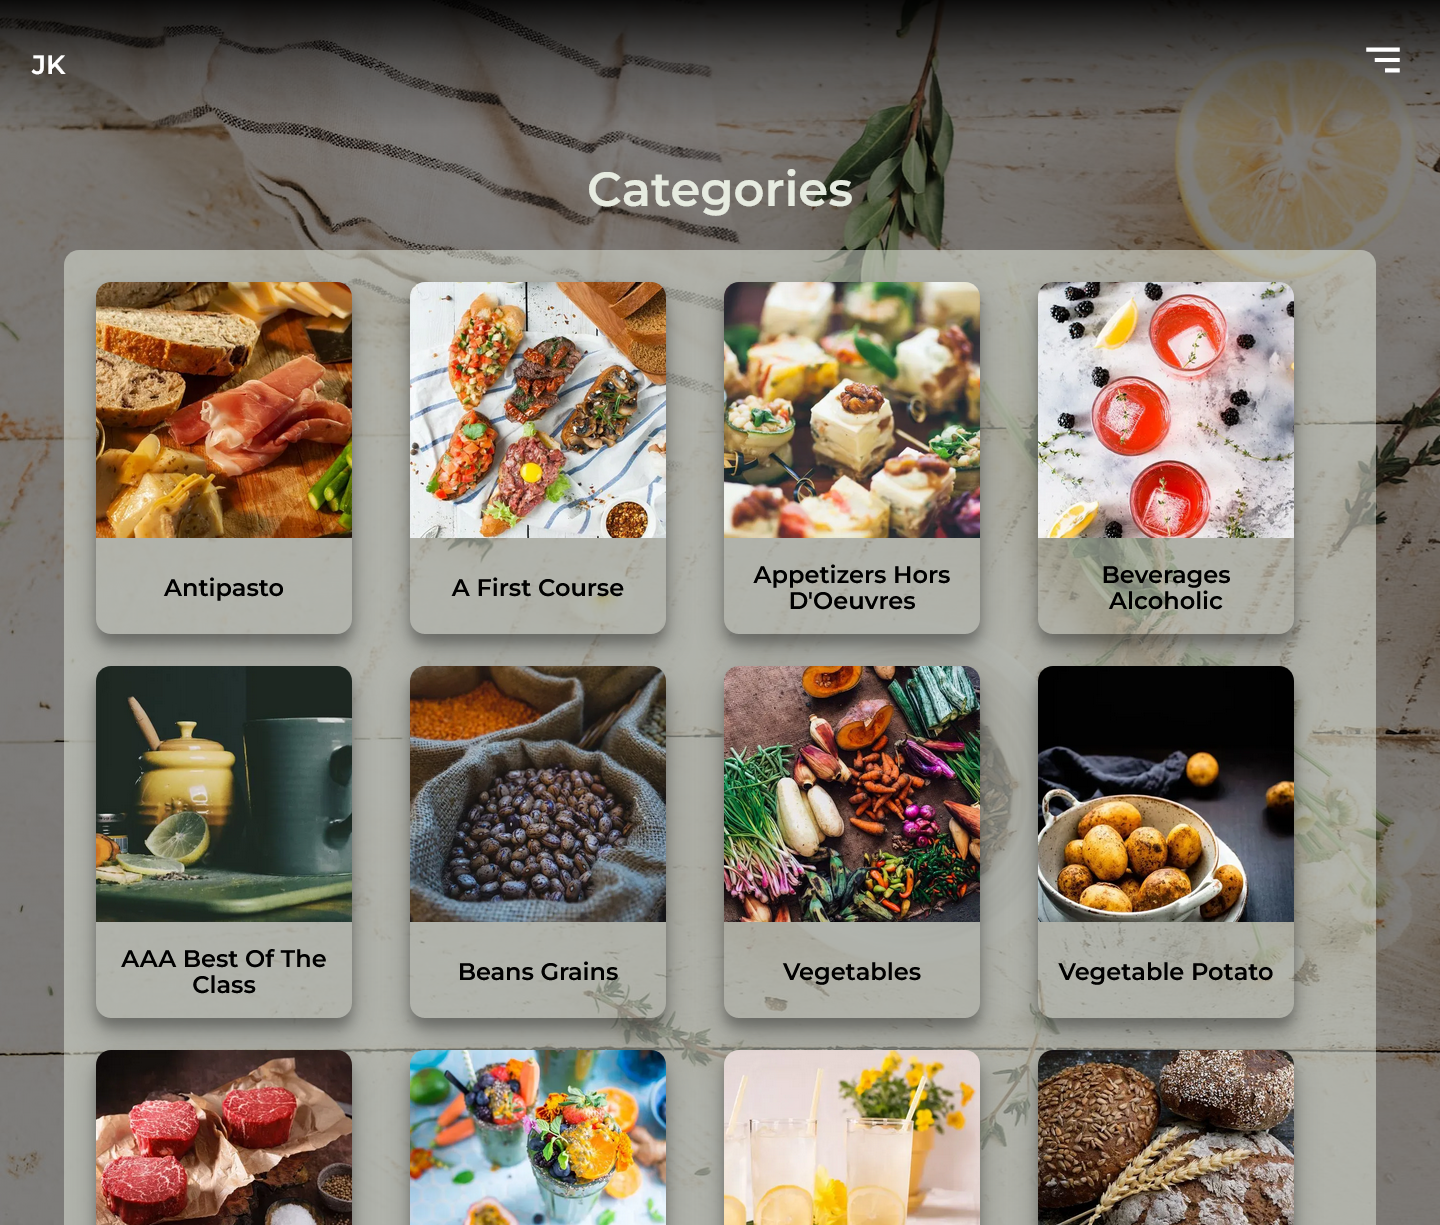 JK
Categories
Antipasto
A First Course
Appetizers Hors
D'Oeuvres
Beverages
Alcoholic
AAA Best Of The
Class
Beans Grains
Vegetables
Vegetable Potato